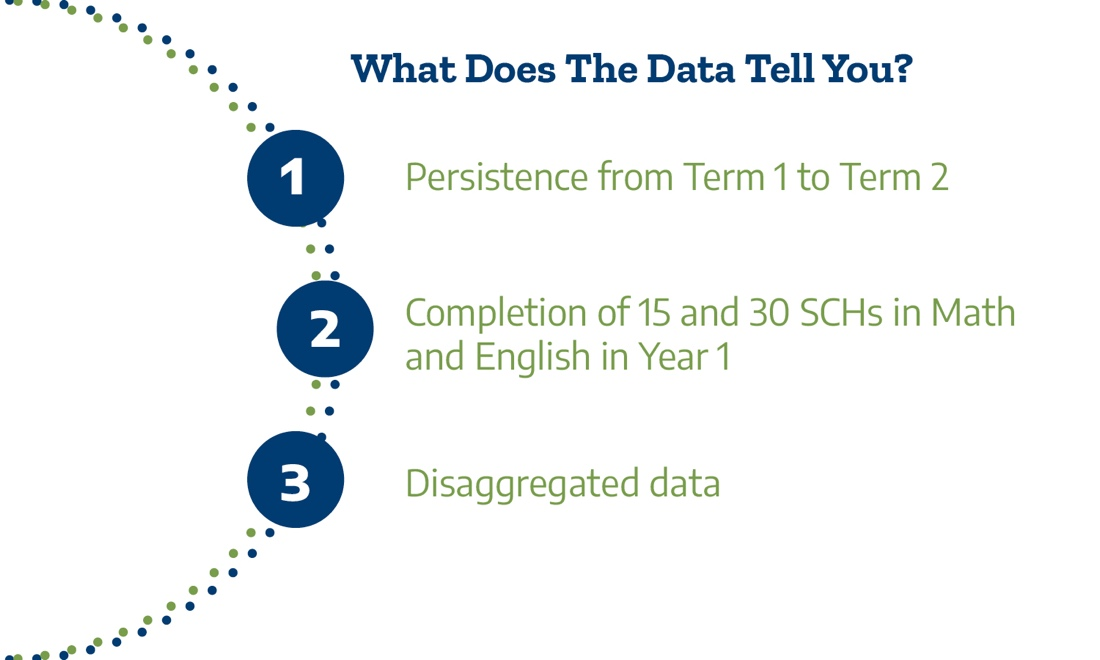 What Does The Data Tell You?
1
Persistence from Term 1 to Term 2
2
Completion of 15 and 30 SCHs in Math
and English in Year 1
3
Disaggregated data